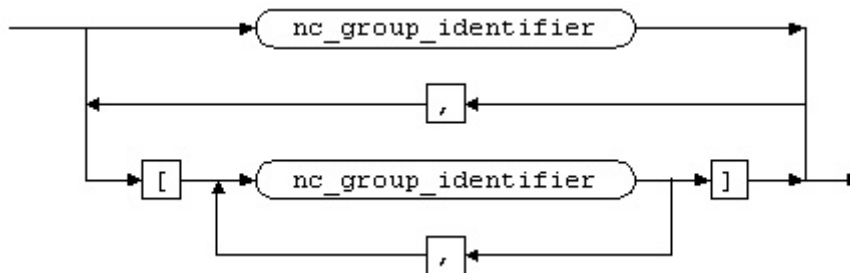 nc_group_identifier
,
[ nc_group_identifier ]
,